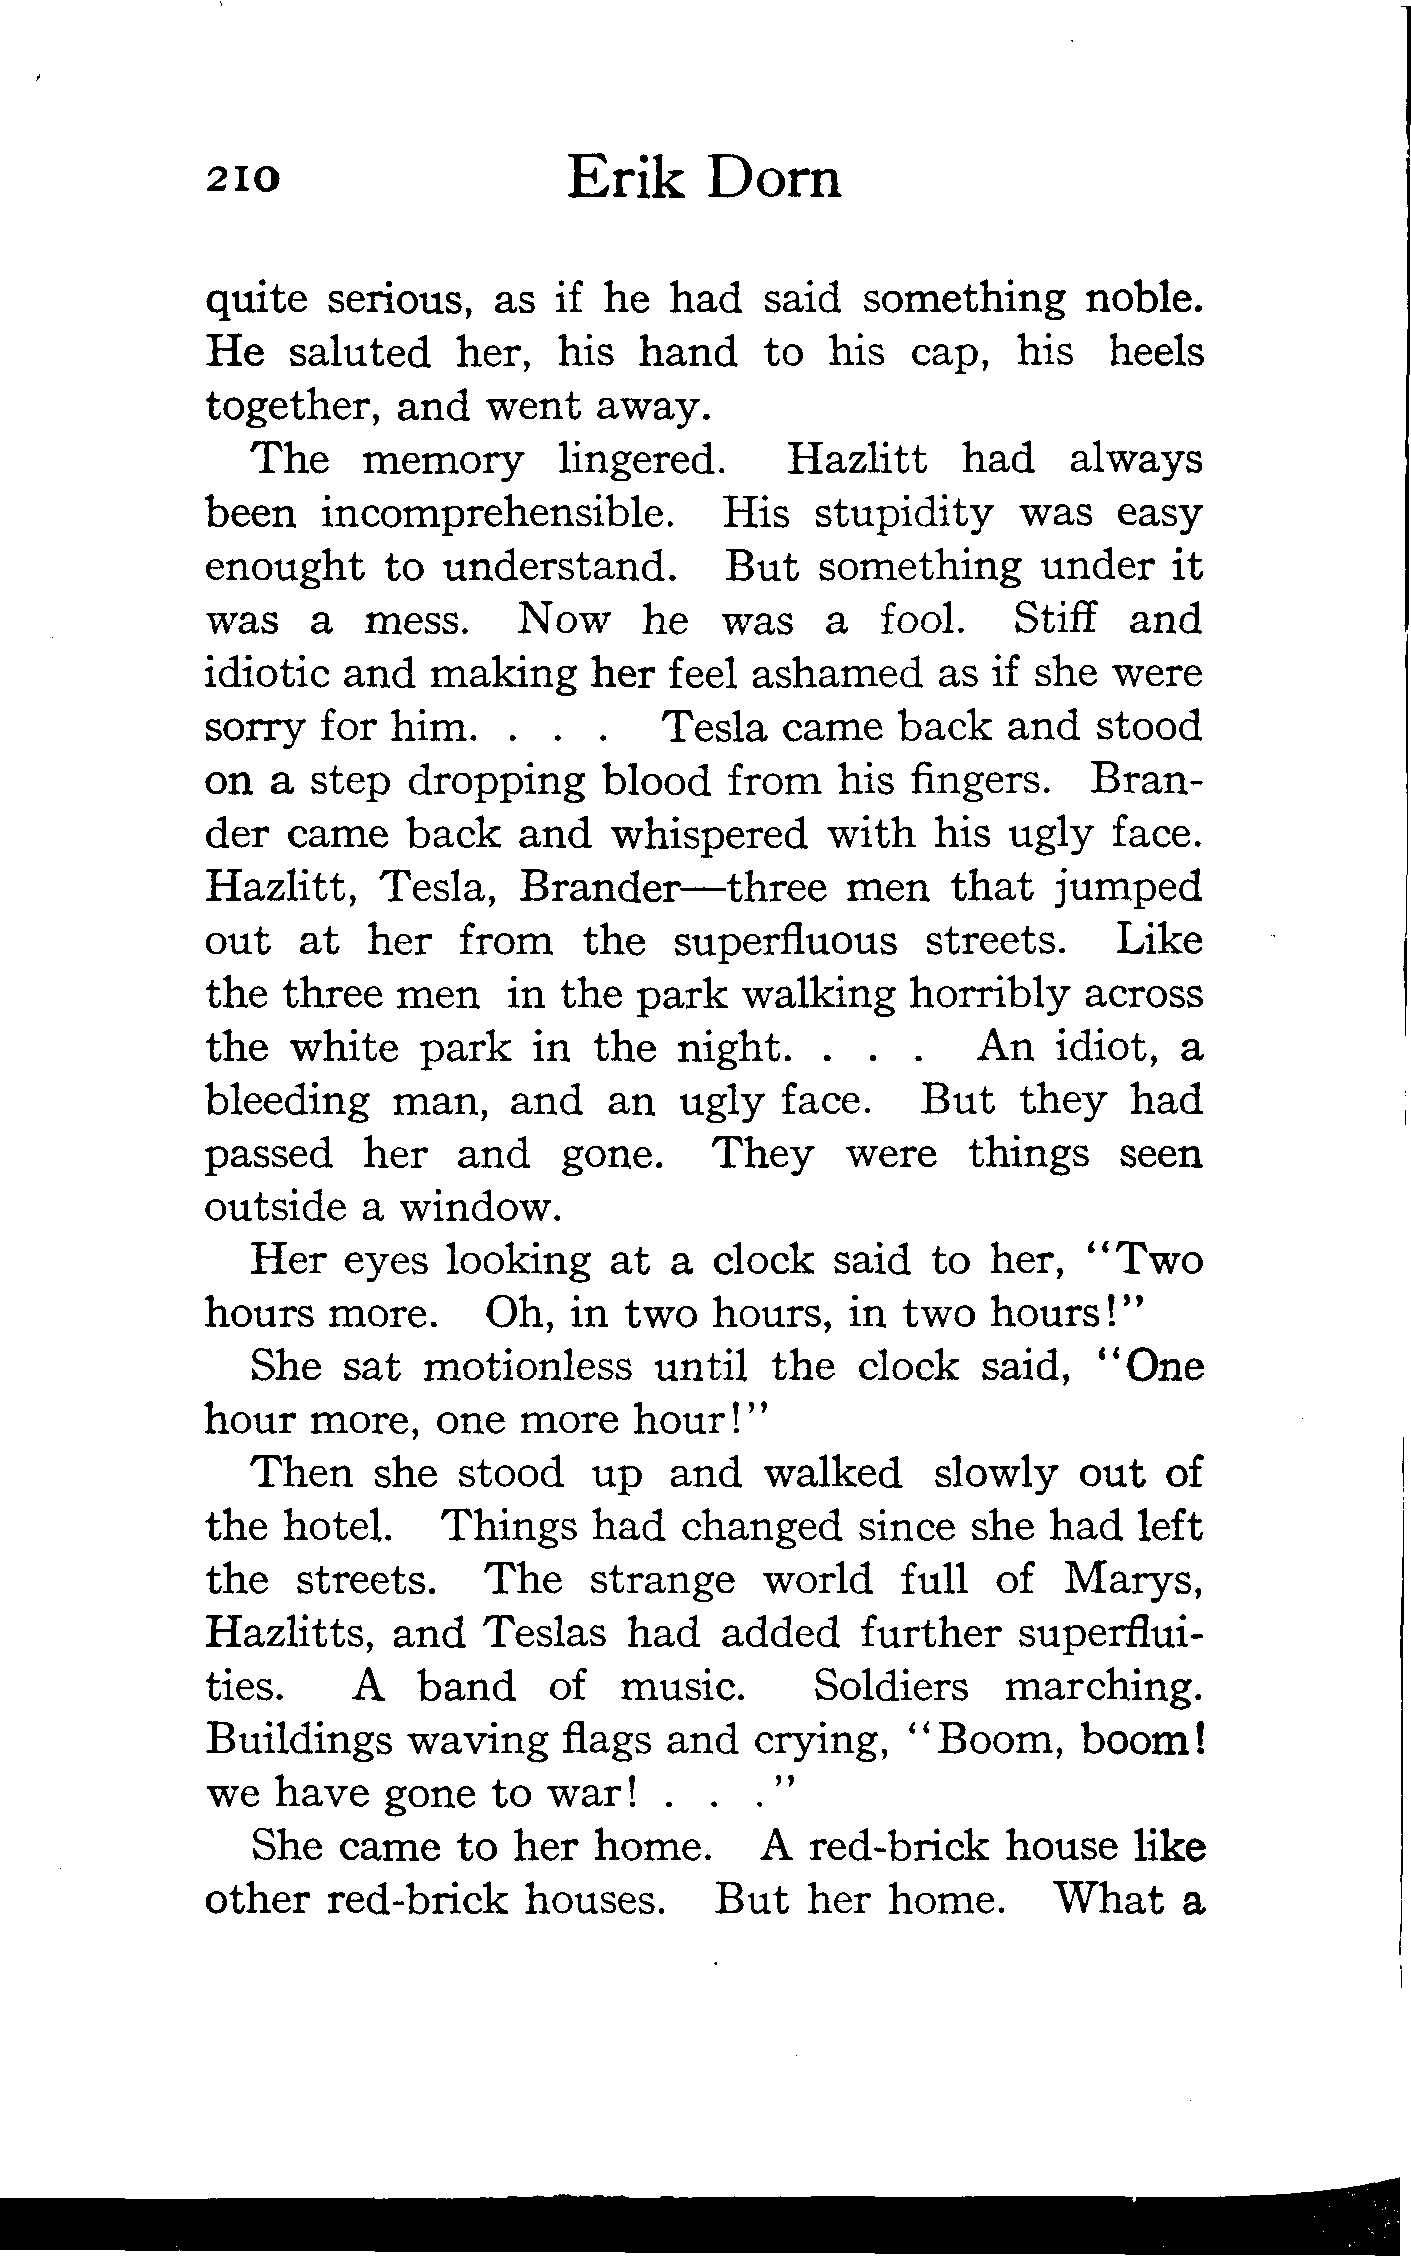 210 Erik Dorn
quite serious, as if he had said something noble.
He saluted her, his hand to his cap, his heels
together, and went away.
The memory lingered. Hazlitt had always
been incomprehensible. His stupidity was easy
enought to understand. But something under it
was a mess. Now he was a fool. Stiff and
idiotic and making her feel ashamed as if she were
sorry for him. . . . Tesla came back and stood
on a step dropping blood from his fingers. Bran-
der came back and whispered with his ugly face.
Hazlitt, Tesla, Brander—three men that jumped
out at her from the superfluous streets. Like
the three men in the park walking horribly across
the white park in the night. . . . An idiot, a
bleeding man, and an ugly face. But they had
passed her and gone. They were things seen
outside a window.
Her eyes looking at a clock said to her, “Two
hours more. Oh, in two hours, in two hours!”
She sat motionless until the clock said, “One
hour more, one more hour!”
Then she stood up and walked slowly out of
the hotel. Things had changed since she had left
the streets. The strange world full of Marys,
Hazlitts, and Teslas had added further superflui-
ties. A band of music. Soldiers marching.
Buildings waving flags and crying, “Boom, boom!
we have gone to war! . . .”
She came to her home. A red-brick house like
other red-brick houses. But her home. What a